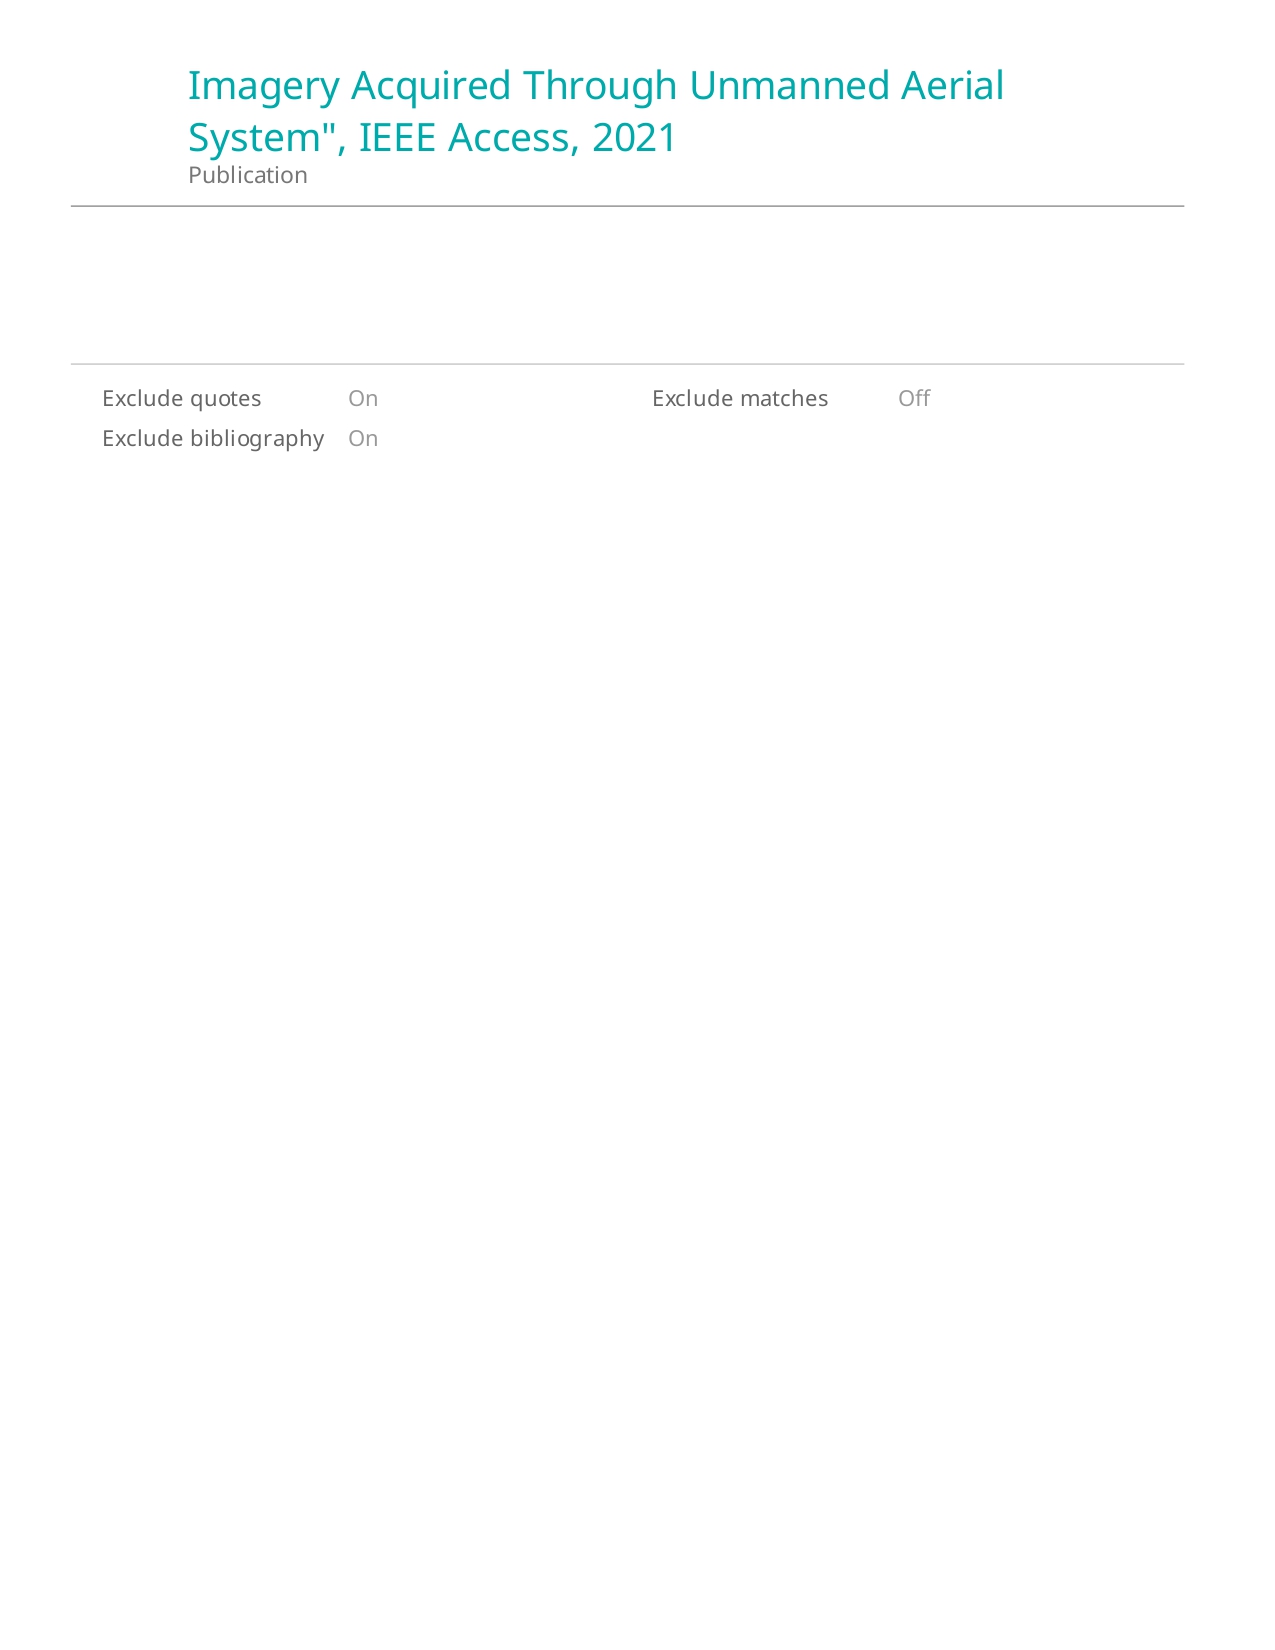 Imagery Acquired Through Unmanned Aerial
System", IEEE Access, 2021
Publication
Exclude quotes On Exclude matches Off
Exclude bibliography On